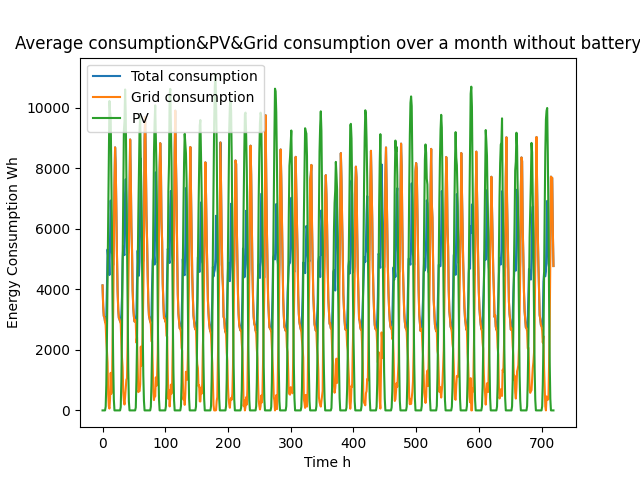 Average consumption&PV&Grid consumption over a month without battery
Total consumption
Grid consumption
PV
Energy Consumption Wh
10000
8000
6000
4000
2000
0
0 100 200 300 400 500 600 700
Time h